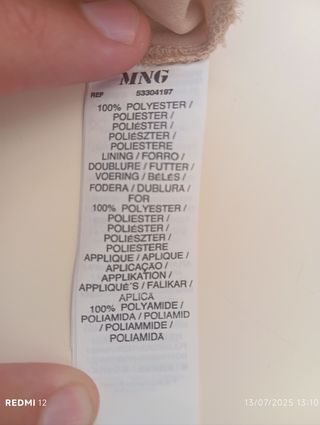 MNG
REF 53304197
100% POLYESTER /
POLIESTER /
POLIÉSTER /
POLIÉSZTER /
POLIESTERE
LINING / FORRO /
DOUBLURE / FUTTER /
VOERING / BÉLÉS /
FODERA / DUBLURA /
FOR
100% POLYESTER /
POLIESTER /
POLIÉSTER /
POLIÉSZTER /
POLIESTERE
APPLIQUE / APLIQUE /
APLICAÇÃO /
APPLIKATION /
APPLIQUÉ'S / FALIKAR /
APLICA
100% POLYAMIDE /
POLIAMIDA / POLIAMID
/ POLIAMMIDE /
POLIAMIDA
REDMI 12
13/07/2025 13:10